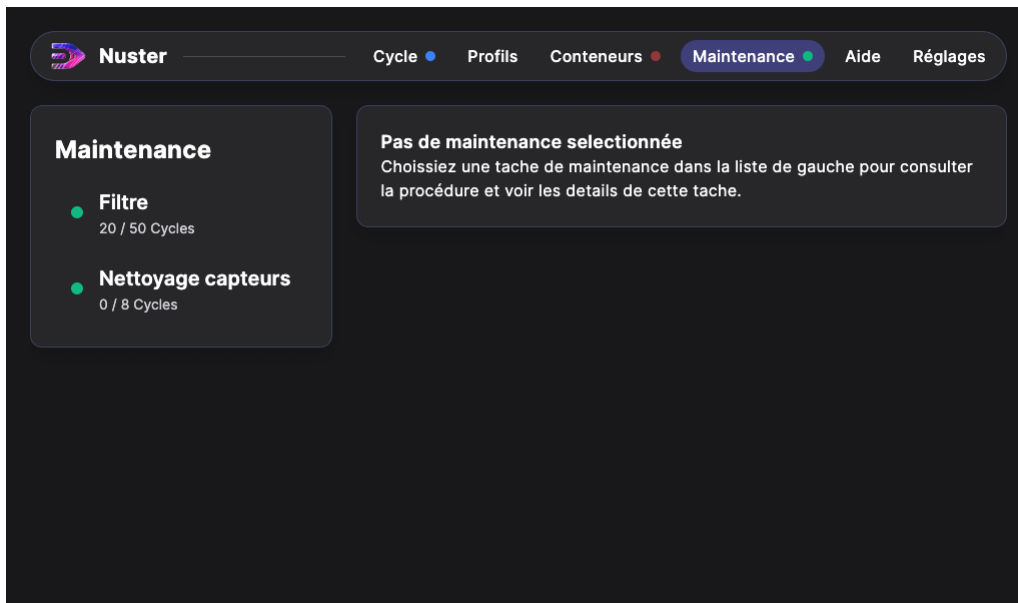 Nuster
Cycle
Profils
Conteneurs
Maintenance
Aide
Réglages
Maintenance
Filtre
20 / 50 Cycles
Nettoyage capteurs
0 / 8 Cycles
Pas de maintenance selectionnée
Choissiez une tache de maintenance dans la liste de gauche pour consulter
la procédure et voir les details de cette tache.